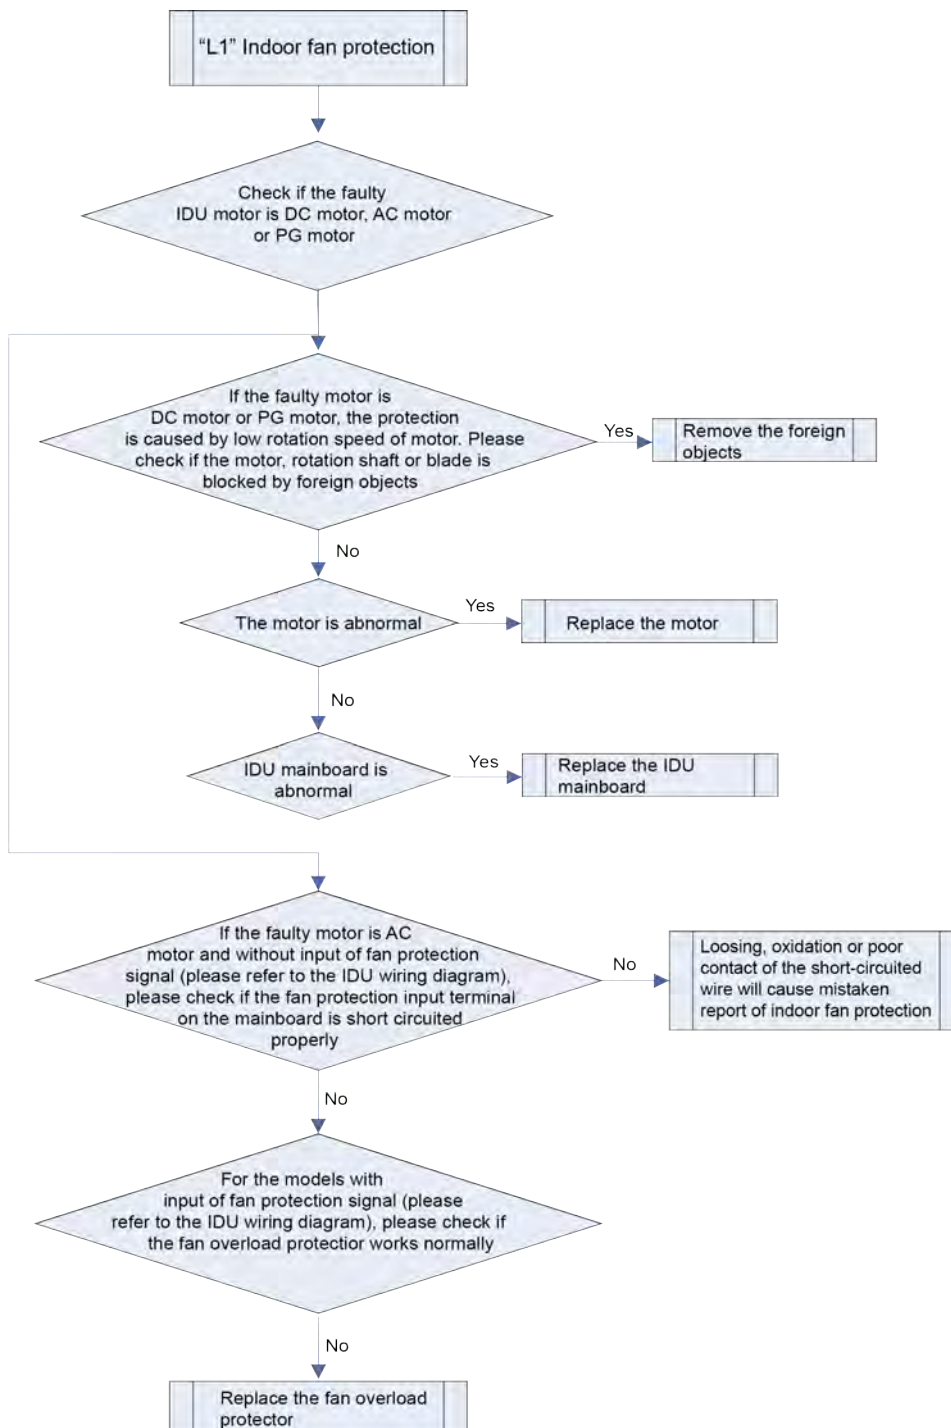 “L1” Indoor fan protection
Check if the faulty
IDU motor is DC motor, AC motor
or PG motor
If the faulty motor is
DC motor or PG motor, the protection
is caused by low rotation speed of motor. Please
check if the motor, rotation shaft or blade is
blocked by foreign objects
Yes
Remove the foreign
objects
No
The motor is abnormal
Yes
Replace the motor
No
IDU mainboard is
abnormal
Yes
Replace the IDU
mainboard
If the faulty motor is AC
motor and without input of fan protection
signal (please refer to the IDU wiring diagram),
please check if the fan protection input terminal
on the mainboard is short circuited
properly
No
Loosing, oxidation or poor
contact of the short-circuited
wire will cause mistaken
report of indoor fan protection
No
For the models with
input of fan protection signal (please
refer to the IDU wiring diagram), please check if
the fan overload protectior works normally
No
Replace the fan overload
protector